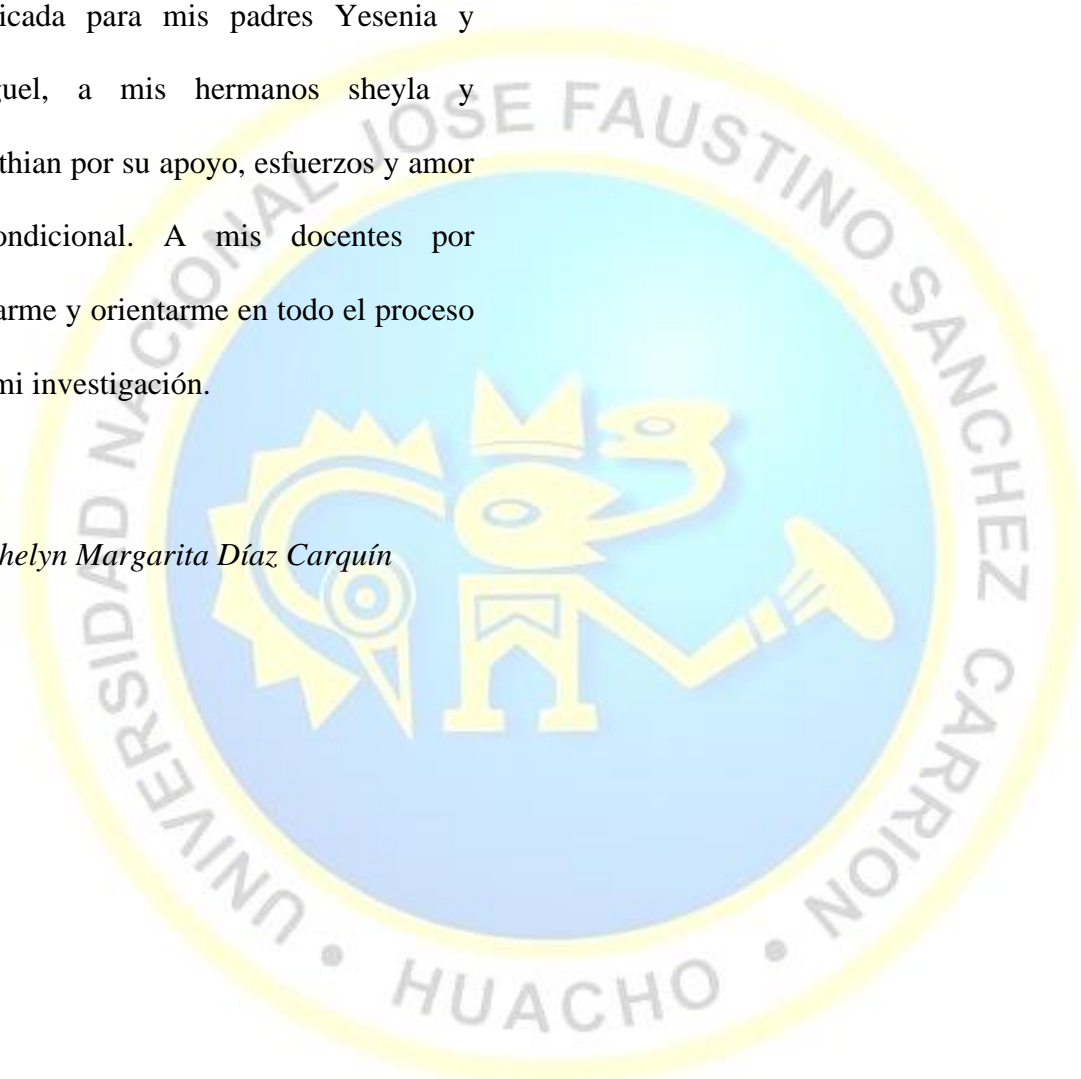 icada para mis padres Yesenia y
guel, a mis hermanos sheyla y
thian por su apoyo, esfuerzos y amor
ondicional. A mis docentes por
arme y orientarme en todo el proceso
mi investigación.
helyn Margarita Díaz Carquín
UNIVERSIDAD NACIONAL JOSE FAUSTINO SANCHEZ CARRION
• HUACHO •